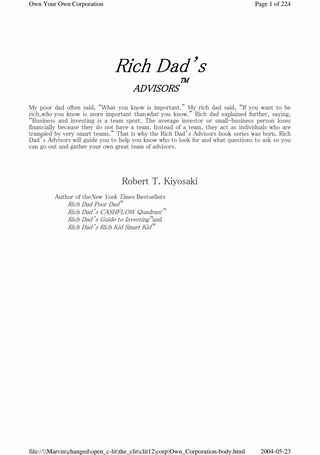 Own Your Own Corporation Page 1 of 224
Rich Dad's
ADVISORS™
My poor dad often said, "What you know is important." My rich dad said, "If you want to be
rich,who you know is more important thanwhat you know." Rich dad explained further, saying,
"Business and investing is a team sport. The average investor or small-business person loses
financially because they do not have a team. Instead of a team, they act as individuals who are
trampled by very smart teams." That is why the Rich Dad's Advisors book series was born. Rich
Dad's Advisors will guide you to help you know who to look for and what questions to ask so you
can go out and gather your own great team of advisors.
Robert T. Kiyosaki
Author of theNew York Times Bestsellers
Rich Dad Poor Dad™
Rich Dad's CASHFLOW Quadrant™
Rich Dad's Guide to Investing™and
Rich Dad's Rich Kid Smart Kid™
file://\\Marvin\changed\open_c-lit\the_clit\clit12\corp\Own_Corporation-body.html 2004-05-23